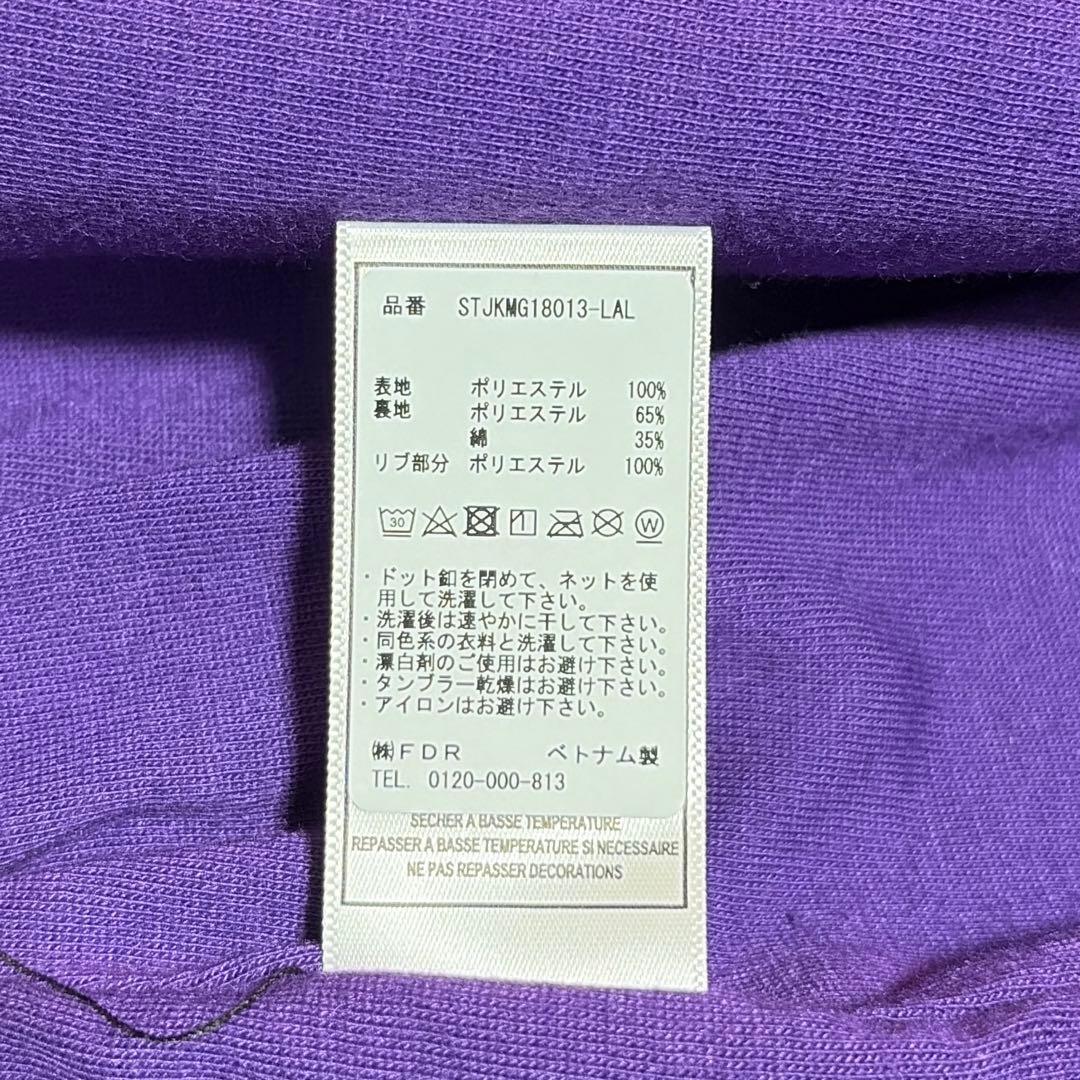 品番 STJKMG18013-LAL
表地 ポリエステル 100%
裏地 ポリエステル 65%
綿 35%
リブ部分 ポリエステル 100%
30 W
・ドット釦を閉めて、ネットを使
用して洗濯して下さい。
・洗濯後は速やかに干して下さい。
・同色系の衣料と洗濯して下さい。
・漂白剤のご使用はお避け下さい。
・タンブラー乾燥はお避け下さい。
・アイロンはお避け下さい。
㈱FDR ベトナム製
TEL. 0120-000-813
SECHER A BASSE TEMPERATURE
REPASSER A BASSE TEMPERATURE SI NECESSAIRE
NE PAS REPASSER DECORATIONS